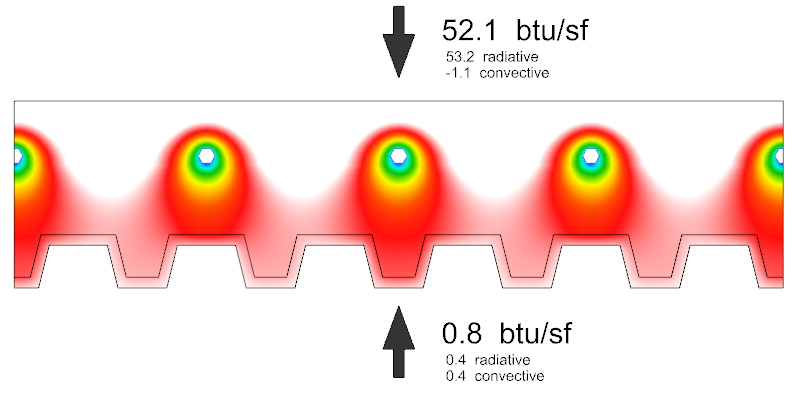 52.1 btu/sf
53.2 radiative
-1.1 convective
0.8 btu/sf
0.4 radiative
0.4 convective